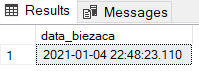 Results Messages
data_biezaca
1 2021-01-04 22:48:23.110